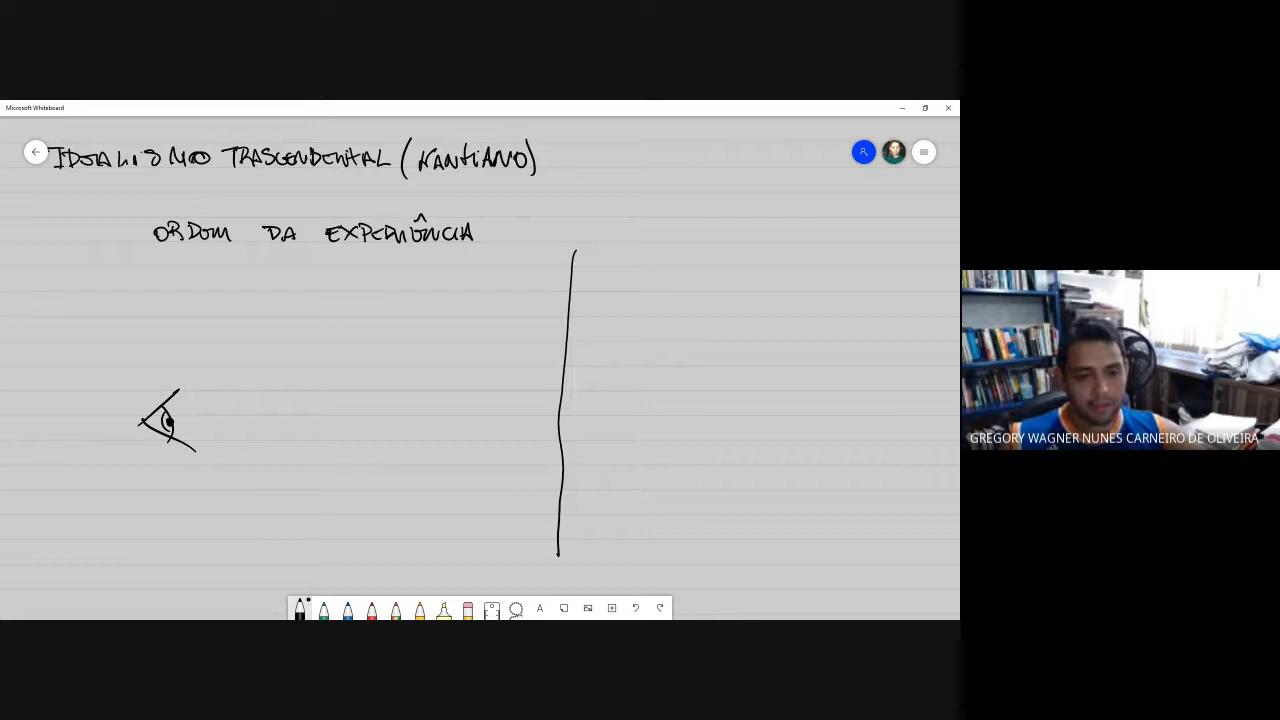 Microsoft Whiteboard
IDEALISMO TRASCENDENTAL (KANTIANO)
ORDEM DA EXPERIÊNCIA
A
GREGORY WAGNER NUNES CARNEIRO DE OLIVEIRA